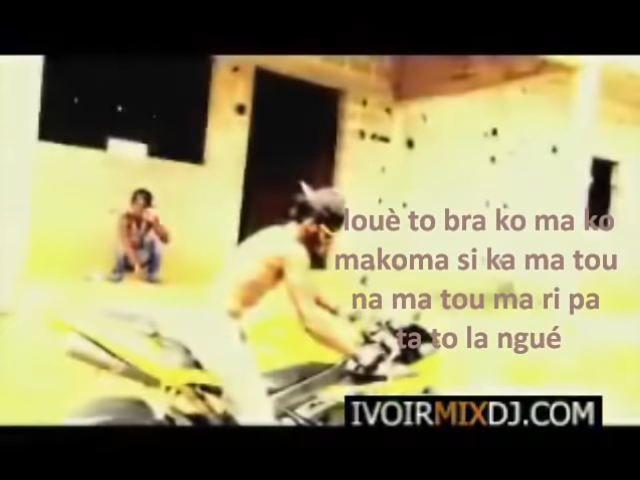 louè to bra ko ma ko
makoma si ka ma tou
na ma tou ma ri pa
ta to la ngué
IVOIRMIXDJ.COM